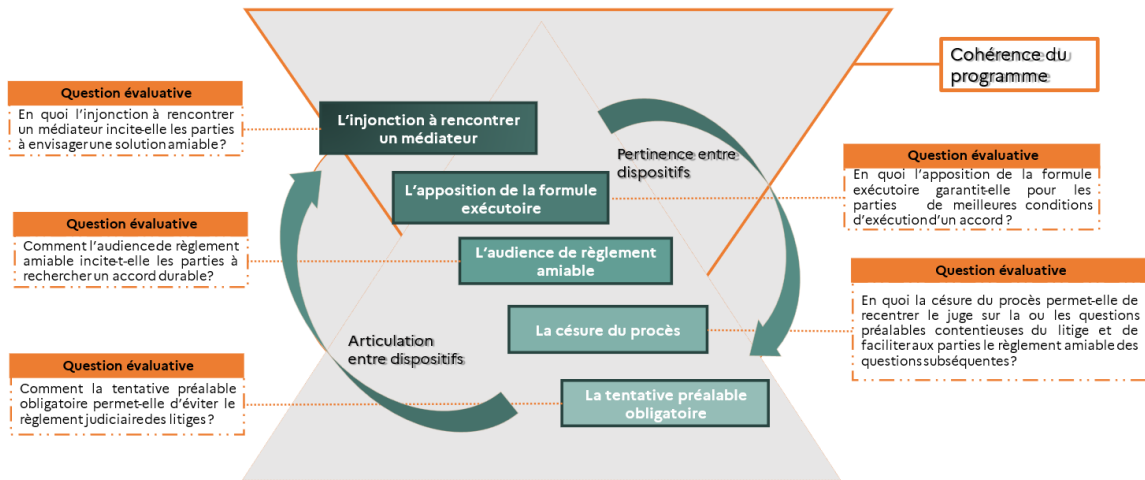 Cohérence du
programme
Question évaluative
En quoi l'injonction à rencontrer
un médiateur incite-elle les parties
à envisager une solution amiable ?
L'injonction à rencontrer
un médiateur
Pertinence entre
dispositifs
Question évaluative
En quoi l'apposition de la formule
exécutoire garantit-elle pour les
parties de meilleures conditions
d'exécution d'un accord ?
L'apposition de la formule
exécutoire
Question évaluative
Comment l'audience de règlement
amiable incite-t-elle les parties à
rechercher un accord durable?
L'audience de règlement
amiable
Question évaluative
En quoi la césure du procès permet-elle de
recentrer le juge sur la ou les questions
préalables contentieuses du litige et de
faciliter aux parties le règlement amiable des
questions subséquentes ?
La césure du procès
Articulation
entre dispositifs
Question évaluative
Comment la tentative préalable
obligatoire permet-elle d'éviter le
règlement judiciaire des litiges ?
La tentative préalable
obligatoire